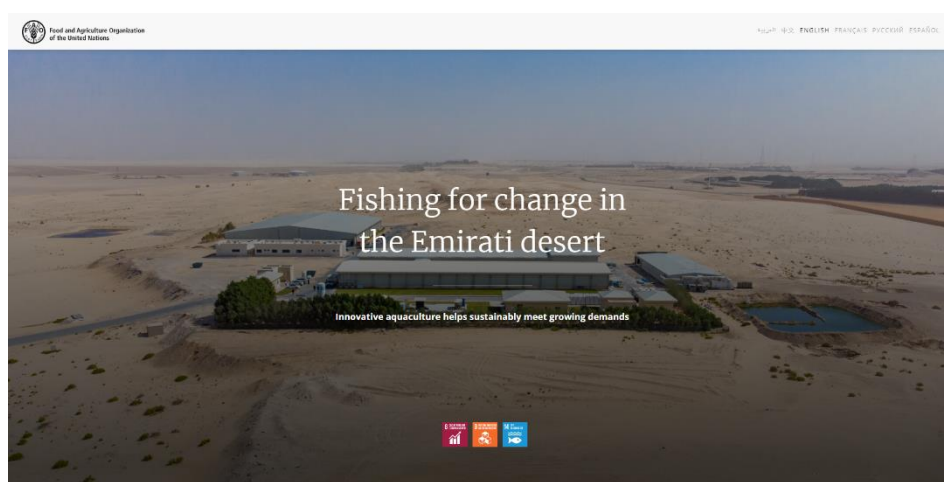 Food and Agriculture Organization
of the United Nations
中文 ENGLISH FRANÇAIS РУССКИЙ ESPAÑOL
Fishing for change in
the Emirati desert
Innovative aquaculture helps sustainably meet growing demands